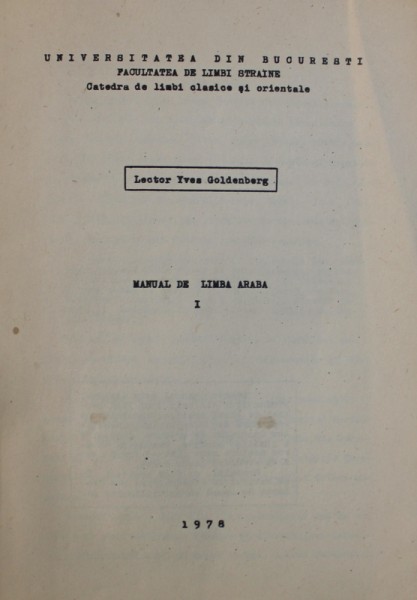 UNIVERSITATEA DIN BUCURESTI
FACULTATEA DE LIMBI STRAINE
Catedra de limbi clasice și orientale
Lector Yves Goldenberg
MANUAL DE LIMBA ARABA
I
1978